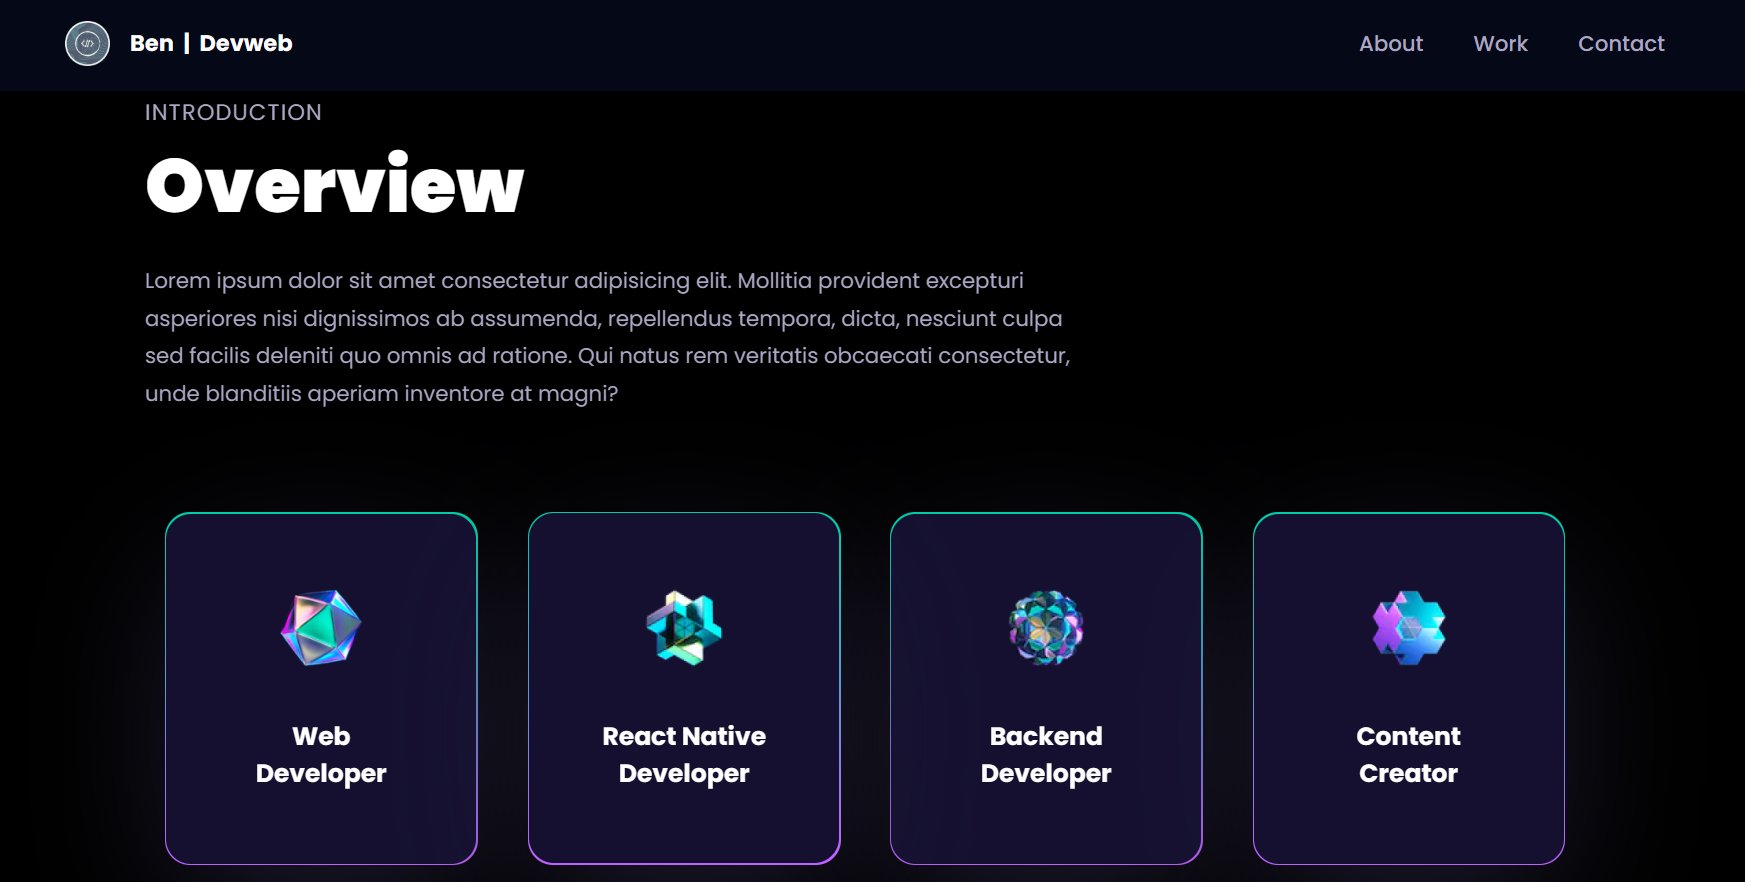 Ben | Devweb
About Work Contact
INTRODUCTION
Overview
Lorem ipsum dolor sit amet consectetur adipisicing elit. Mollitia provident excepturi
asperiores nisi dignissimos ab assumenda, repellendus tempora, dicta, nesciunt culpa
sed facilis deleniti quo omnis ad ratione. Qui natus rem veritatis obcaecati consectetur,
unde blanditiis aperiam inventore at magni?
Web
Developer
React Native
Developer
Backend
Developer
Content
Creator